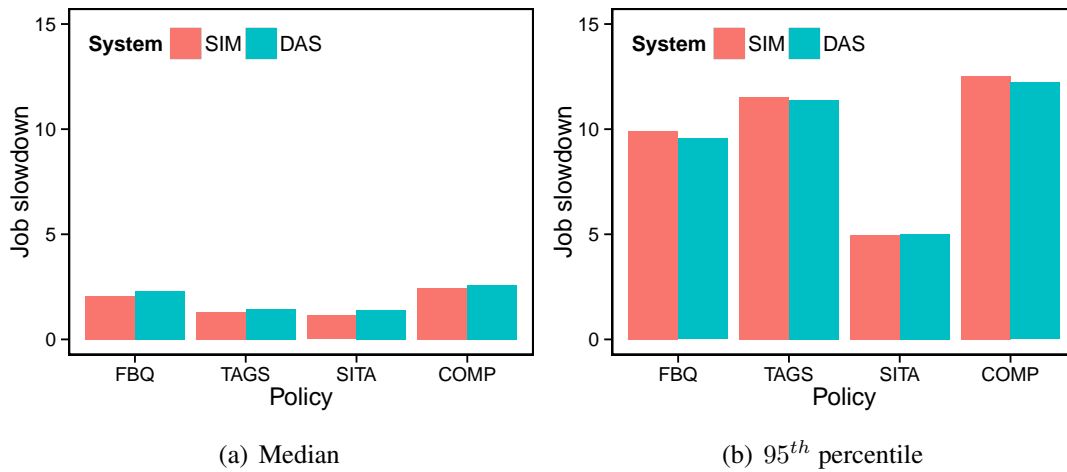 System SIM DAS
15
10
5
0
Job slowdown
FBQ TAGS SITA COMP
Policy
(a) Median
System SIM DAS
15
10
5
0
Job slowdown
FBQ TAGS SITA COMP
Policy
(b) 95th percentile